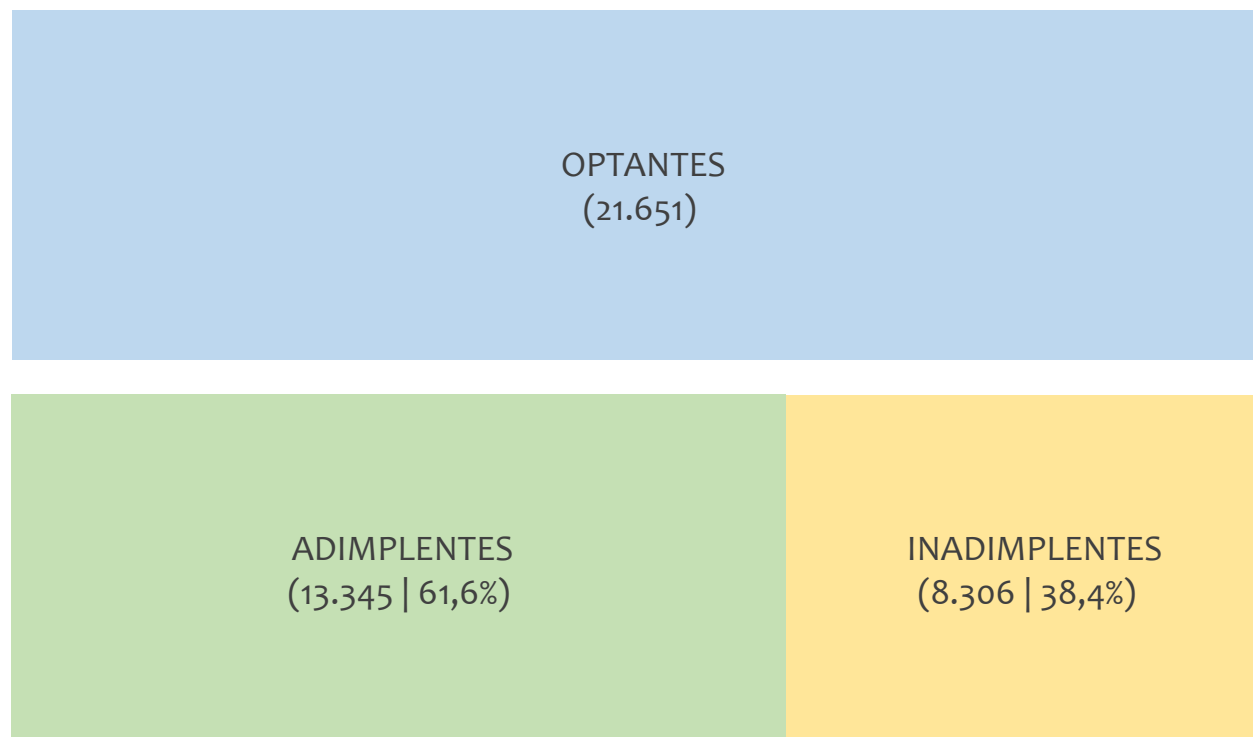 OPTANTES
(21.651)
ADIMPLENTES
(13.345 | 61,6%)
INADIMPLENTES
(8.306 | 38,4%)